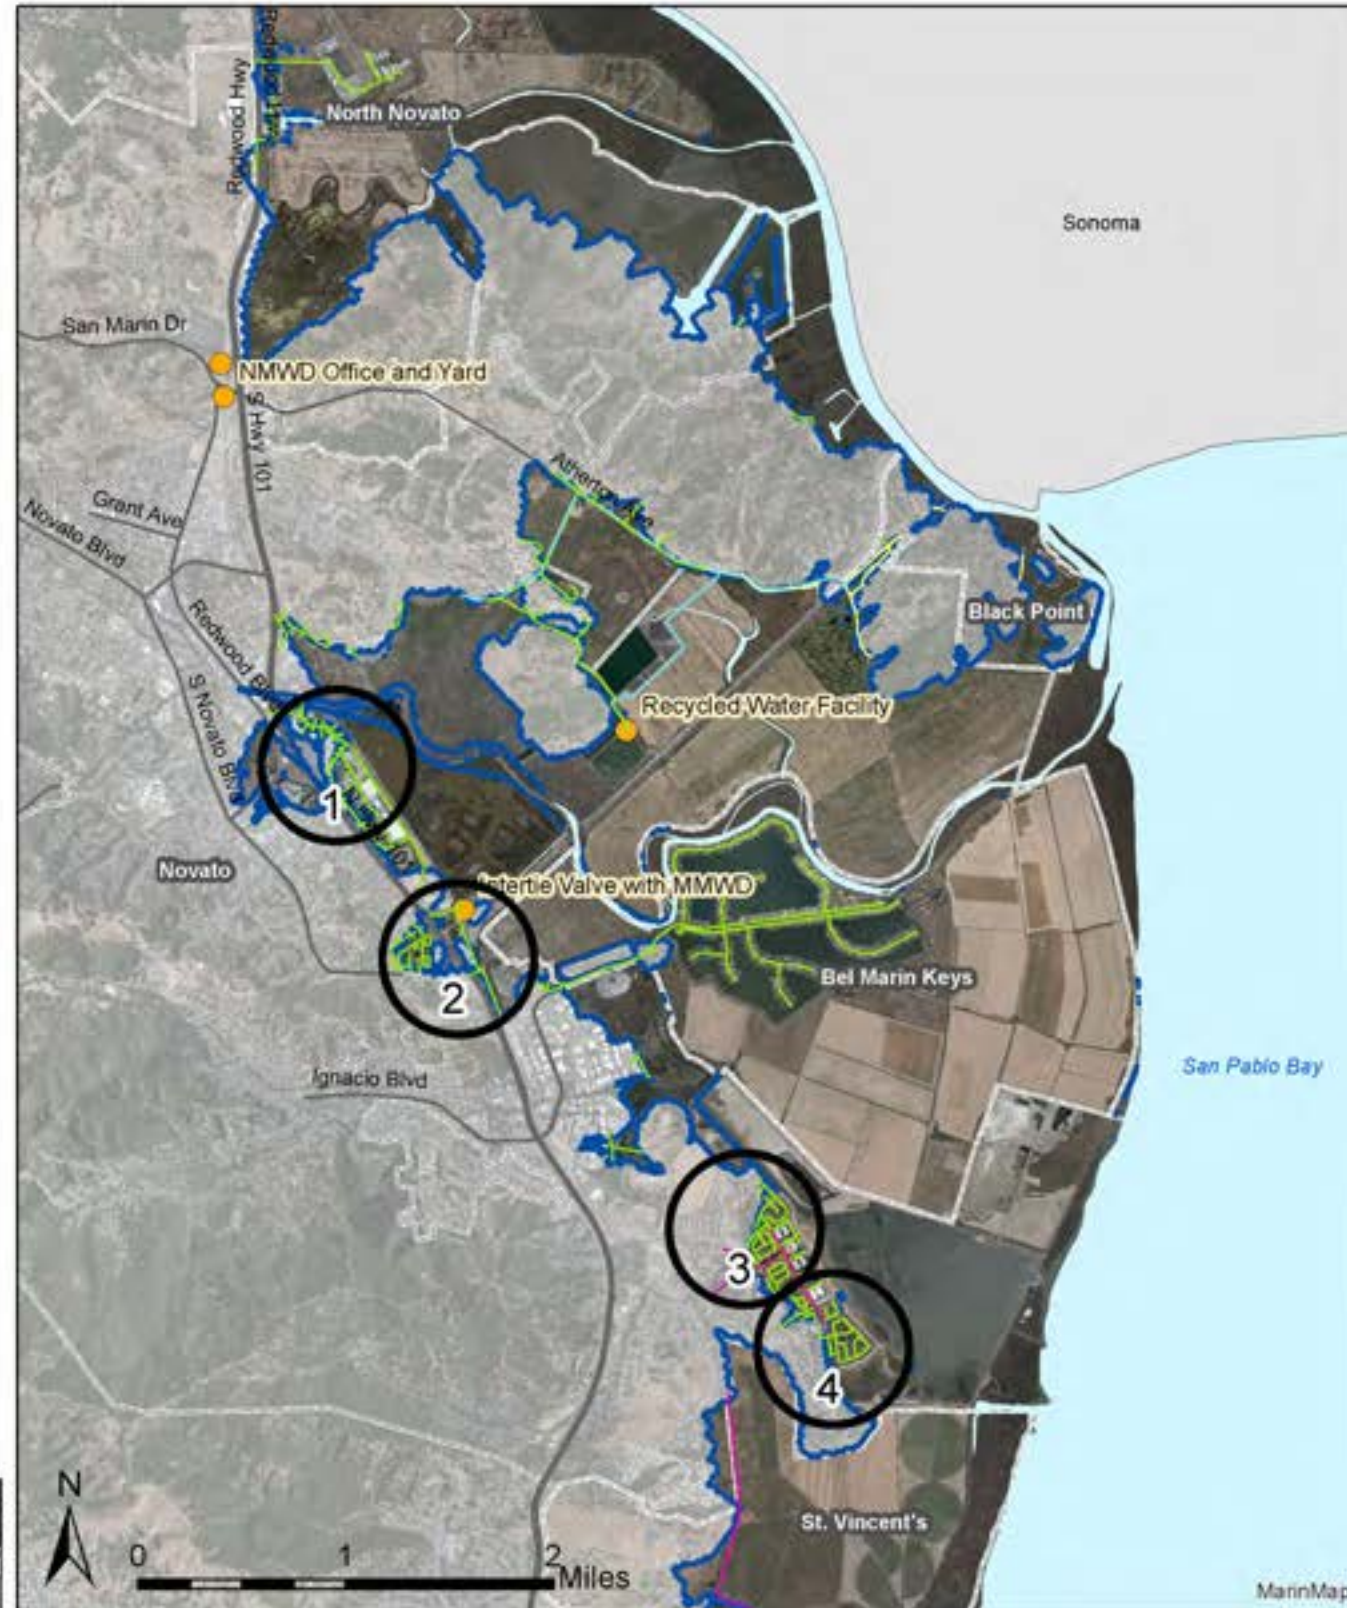 Redwood Hwy
North Novato
Sonoma
San Marin Dr
NMWD Office and Yard
S Hwy 101
Atherton Ave
Grant Ave
Novato Blvd
Redwood Blvd
Black Point
S Novato Blvd
Recycled Water Facility
1
101
Novato
Intertie Valve with MMWD
2
Bel Marin Keys
San Pablo Bay
Ignacio Blvd
3
4
St. Vincent's
N
0 1 2
Miles
MarinMap